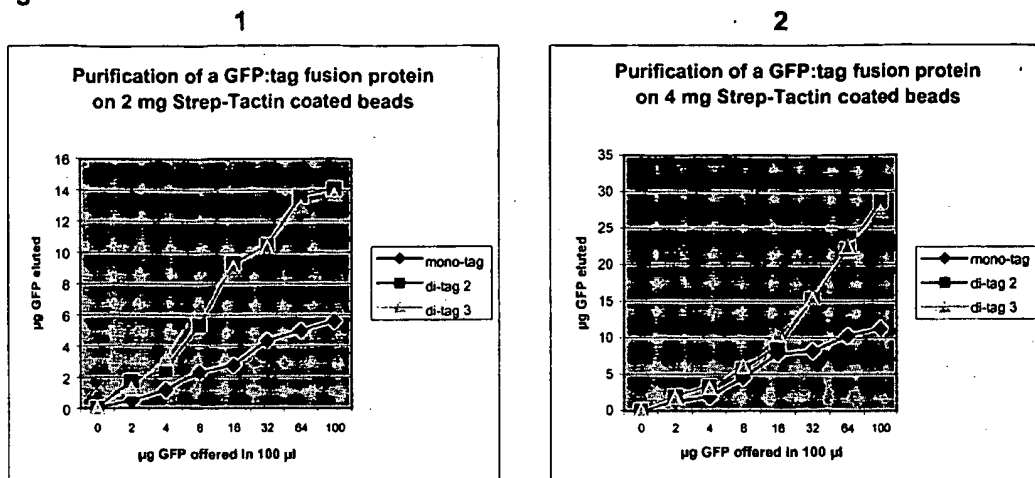 1
Purification of a GFP:tag fusion protein
on 2 mg Strep-Tactin coated beads
µg GFP eluted
16
14
12
10
8
6
4
2
0
0 2 4 8 16 32 64 100
µg GFP offered in 100 µl
mono-tag
di-tag 2
di-tag 3
2
Purification of a GFP:tag fusion protein
on 4 mg Strep-Tactin coated beads
µg GFP eluted
35
30
25
20
15
10
5
0
0 2 4 8 16 32 64 100
µg GFP offered in 100 µl
mono-tag
di-tag 2
di-tag 3